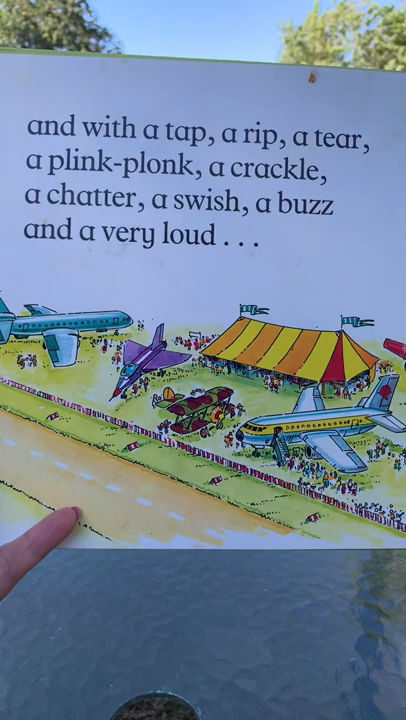 and with a tap, a rip, a tear,
a plink-plonk, a crackle,
a chatter, a swish, a buzz
and a very loud . . .